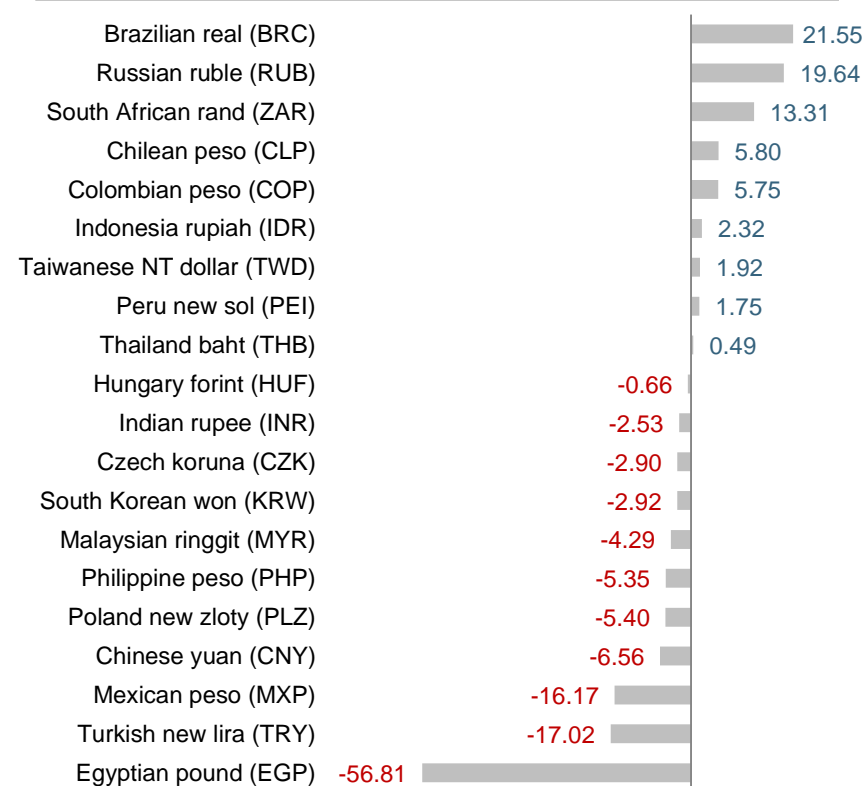 Brazilian real (BRC) 21.55
Russian ruble (RUB) 19.64
South African rand (ZAR) 13.31
Chilean peso (CLP) 5.80
Colombian peso (COP) 5.75
Indonesia rupiah (IDR) 2.32
Taiwanese NT dollar (TWD) 1.92
Peru new sol (PEI) 1.75
Thailand baht (THB) 0.49
Hungary forint (HUF) -0.66
Indian rupee (INR) -2.53
Czech koruna (CZK) -2.90
South Korean won (KRW) -2.92
Malaysian ringgit (MYR) -4.29
Philippine peso (PHP) -5.35
Poland new zloty (PLZ) -5.40
Chinese yuan (CNY) -6.56
Mexican peso (MXP) -16.17
Turkish new lira (TRY) -17.02
Egyptian pound (EGP) -56.81